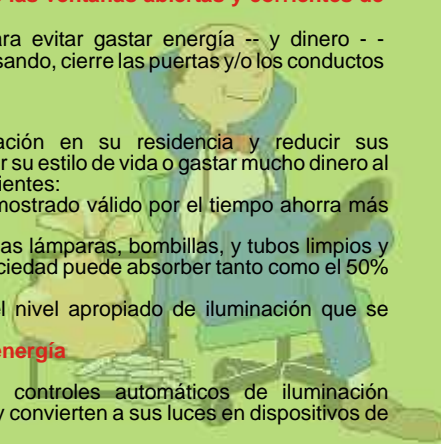 las ventanas abiertas y corrientes de
ara evitar gastar energía -- y dinero - -
sando, cierre las puertas y/o los conductos
ación en su residencia y reducir sus
r su estilo de vida o gastar mucho dinero al
ientes:
mostrado válido por el tiempo ahorra más
as lámparas, bombillas, y tubos limpios y
ciedad puede absorber tanto como el 50%
el nivel apropiado de iluminación que se
energía
controles automáticos de iluminación
y convierten a sus luces en dispositivos de